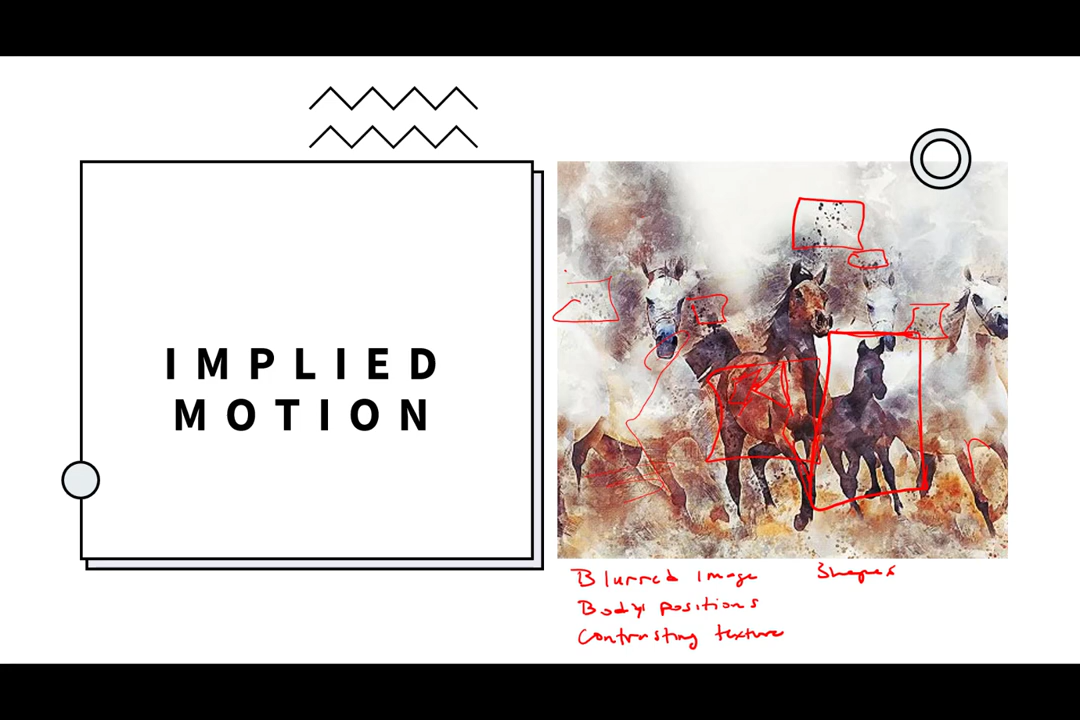 IMPLIED
MOTION
Blurred image
Shapes
Body positions
Contrasting texture